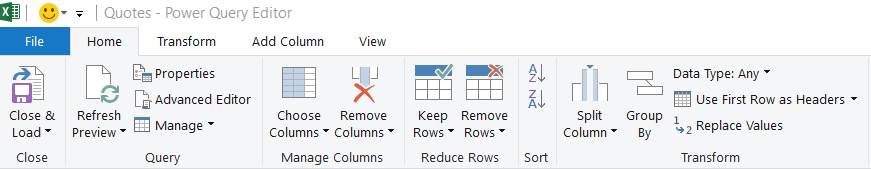 Quotes - Power Query Editor
File Home Transform Add Column View
Close & Load
Close
Refresh Preview
Properties
Advanced Editor
Manage
Query
Choose Columns
Remove Columns
Manage Columns
Keep Rows
Remove Rows
Reduce Rows
A
Z
Z
A
Sort
Split Column
Group By
Data Type: Any
Use First Row as Headers
1
2
Replace Values
Transform